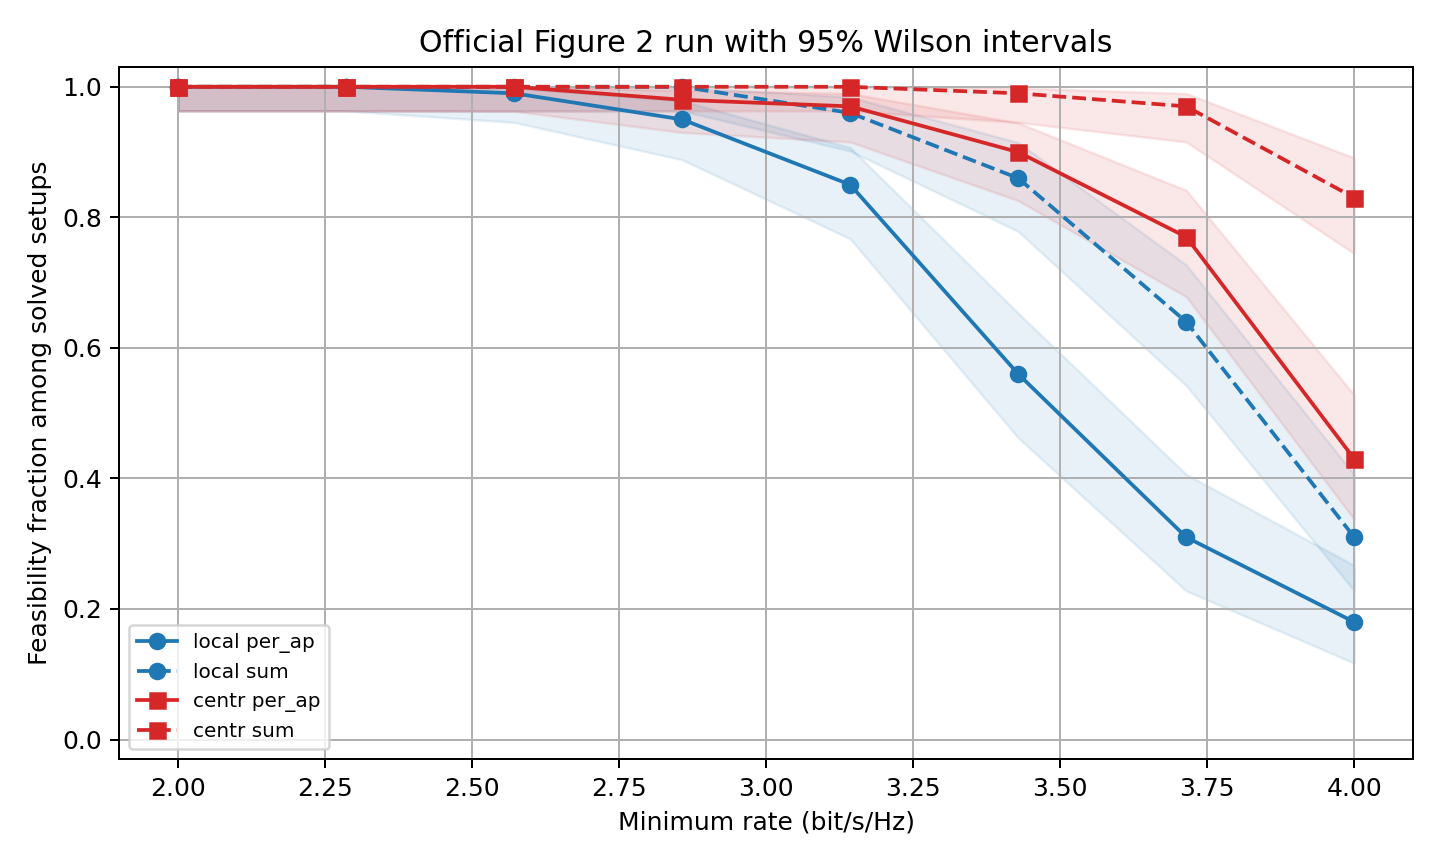 Official Figure 2 run with 95% Wilson intervals
Feasibility fraction among solved setups
1.0
0.8
0.6
0.4
0.2
0.0
local per_ap
local sum
centr per_ap
centr sum
2.00 2.25 2.50 2.75 3.00 3.25 3.50 3.75 4.00
Minimum rate (bit/s/Hz)